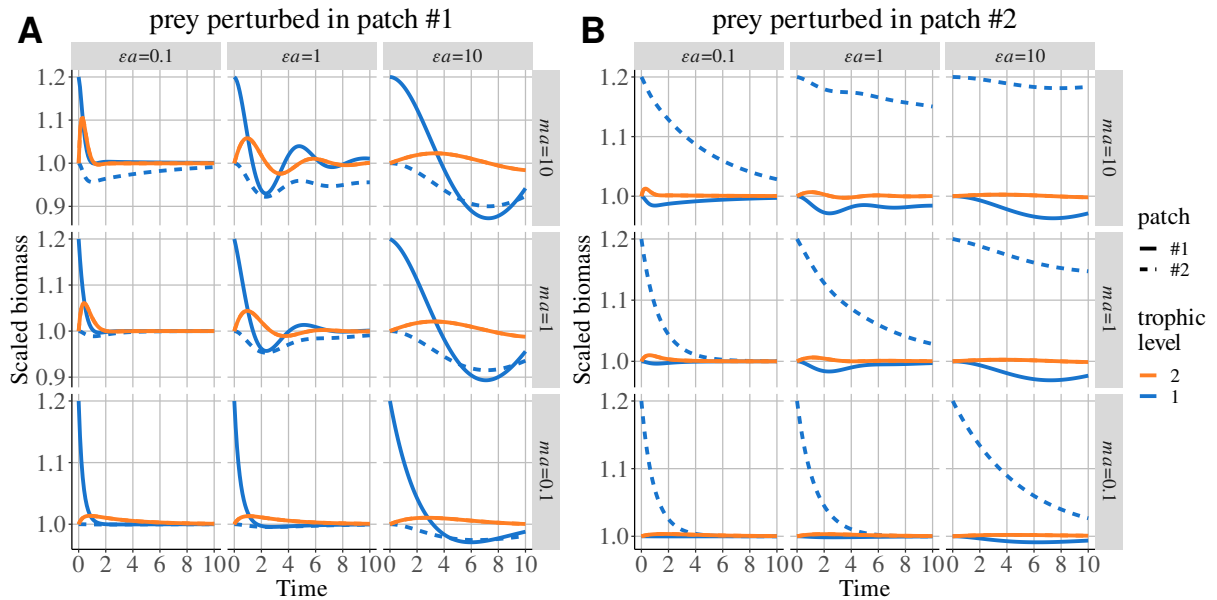 A prey perturbed in patch #1
εa=0.1 εa=1 εa=10
1.2
1.1
1.0
0.9
ma=10
1.2
1.1
1.0
0.9
ma=1
1.2
1.1
1.0
ma=0.1
Scaled biomass
0 2 4 6 8 10 0 2 4 6 8 10 0 2 4 6 8 10
Time
B prey perturbed in patch #2
εa=0.1 εa=1 εa=10
1.2
1.1
1.0
ma=10
1.2
1.1
1.0
ma=1
1.2
1.1
1.0
ma=0.1
Scaled biomass
0 2 4 6 8 10 0 2 4 6 8 10 0 2 4 6 8 10
Time
patch
#1
#2
trophic
level
2
1